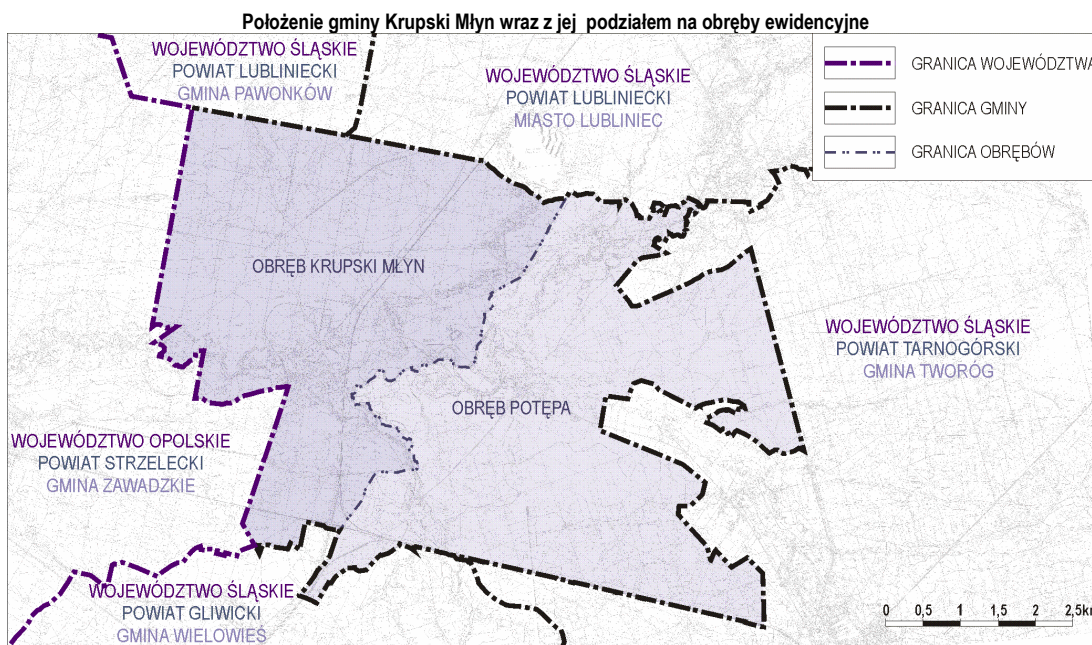 Położenie gminy Krupski Młyn wraz z jej podziałem na obręby ewidencyjne
WOJEWÓDZTWO ŚLĄSKIE
POWIAT LUBLINIECKI
GMINA PAWONKÓW
WOJEWÓDZTWO ŚLĄSKIE
POWIAT LUBLINIECKI
MIASTO LUBLINIEC
GRANICA WOJEWÓDZTWA
GRANICA GMINY
GRANICA OBRĘBÓW
OBRĘB KRUPSKI MŁYN
WOJEWÓDZTWO ŚLĄSKIE
POWIAT TARNOGÓRSKI
GMINA TWORÓG
OBRĘB POTĘPA
WOJEWÓDZTWO OPOLSKIE
POWIAT STRZELECKI
GMINA ZAWADZKIE
WOJEWÓDZTWO ŚLĄSKIE
POWIAT GLIWICKI
GMINA WIELOWIEŚ
0 0,5 1 1,5 2 2,5km